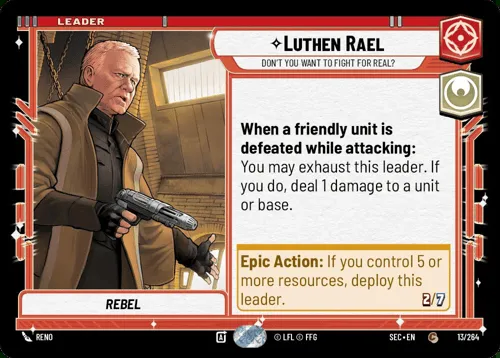 LEADER
✧LUTHEN RAEL
DON'T YOU WANT TO FIGHT FOR REAL?
When a friendly unit is
defeated while attacking:
You may exhaust this leader. If
you do, deal 1 damage to a unit
or base.
Epic Action: If you control 5 or
more resources, deploy this
leader.
2/7
REBEL
RENO
© LFL © FFG
SEC•EN
C
13/264